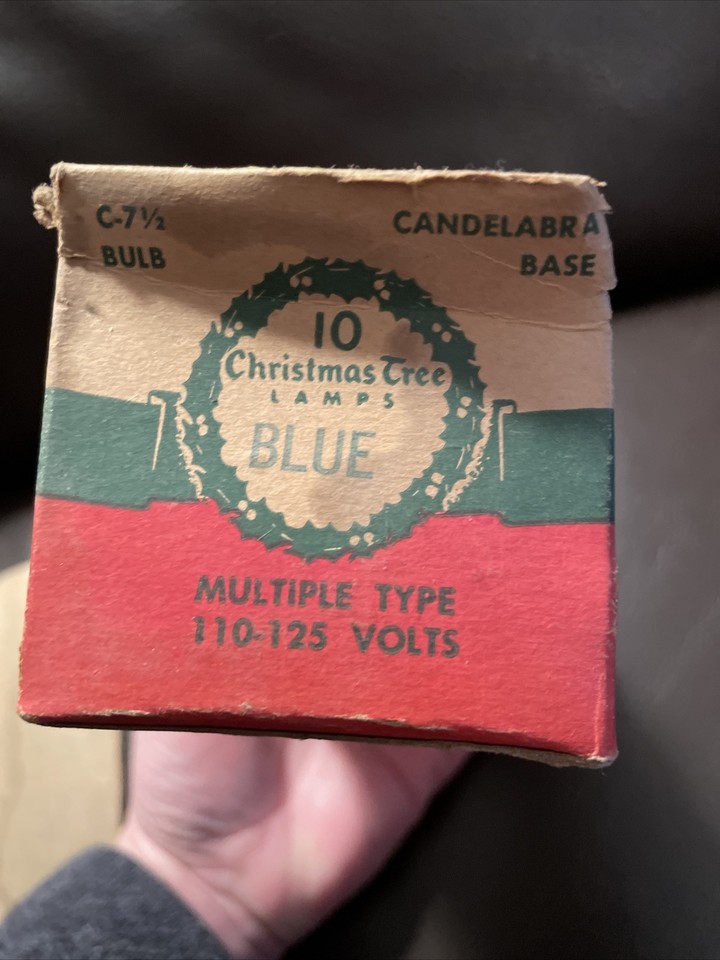 C-7½
BULB
CANDELABRA
BASE
10
Christmas Tree
LAMPS
BLUE
MULTIPLE TYPE
110-125 VOLTS